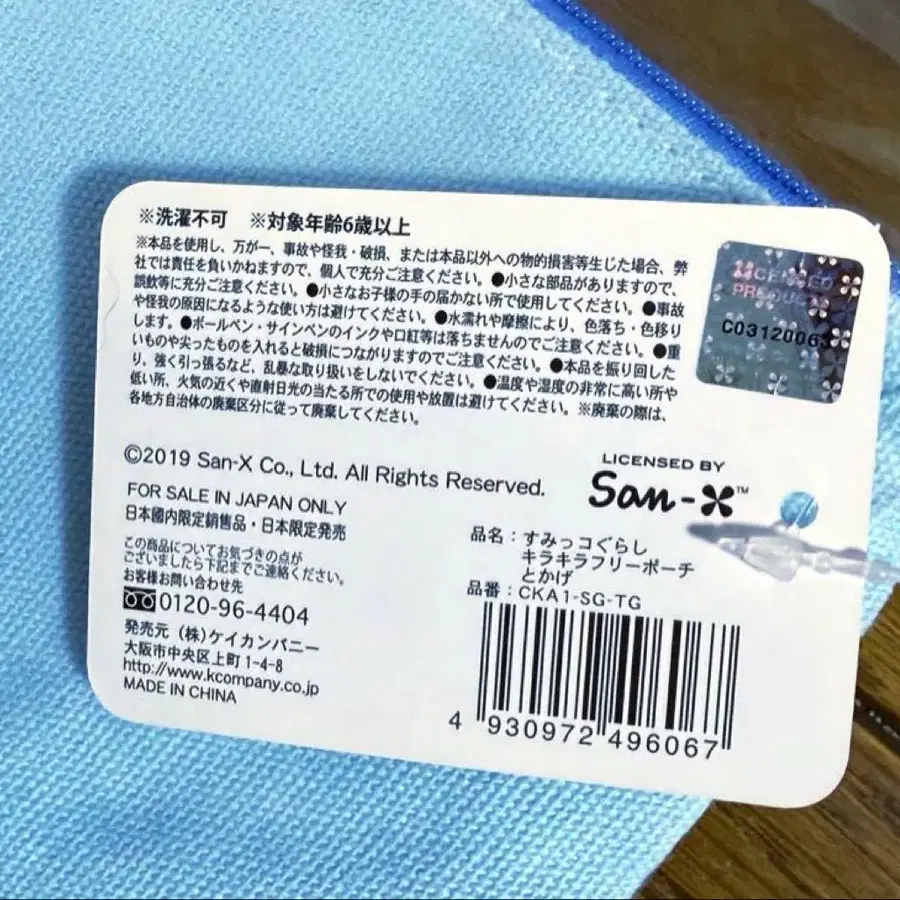 ※洗濯不可　※対象年齢6歳以上
※本品を使用し、万が一、事故や怪我・破損、または本品以外への物的損害等生じた場合、弊
社では責任を負いかねますので、個人で充分ご注意ください。●小さな部品がありますので、
誤飲等に充分ご注意ください。●小さなお子様の手の届かない所で使用してください。●事故
や怪我の原因になるような使い方は避けてください。●水濡れや摩擦により、色落ち・色移り
します。●ボールペン・サインペンのインクや口紅等は落ちませんのでご注意ください。●重
いものや尖ったものを入れると破損につながりますのでご注意ください。●本品を振り回した
り、強く引っ張るなど、乱暴な取り扱いをしないでください。●温度や湿度の非常に高い所や
低い所、火気の近くや直射日光の当たる所での使用や放置は避けてください。※廃棄の際は、
各地方自治体の廃棄区分に従って廃棄してください。
LICENSED
PRODUCT
C03120063
©2019 San-X Co., Ltd. All Rights Reserved.
FOR SALE IN JAPAN ONLY
日本國内限定銷售品・日本限定発売
この商品についてお気づきの点が
ございましたら下記までご連絡ください。
お客様お問い合わせ先
0120-96-4404
発売元 (株)ケイカンパニー
大阪市中央区上町 1-4-8
http://www.kcompany.co.jp
MADE IN CHINA
LICENSED BY
San-X™
品名：すみっコぐらし
キラキラフリーポーチ
とかげ
品番：CKA1-SG-TG
4 930972 496067